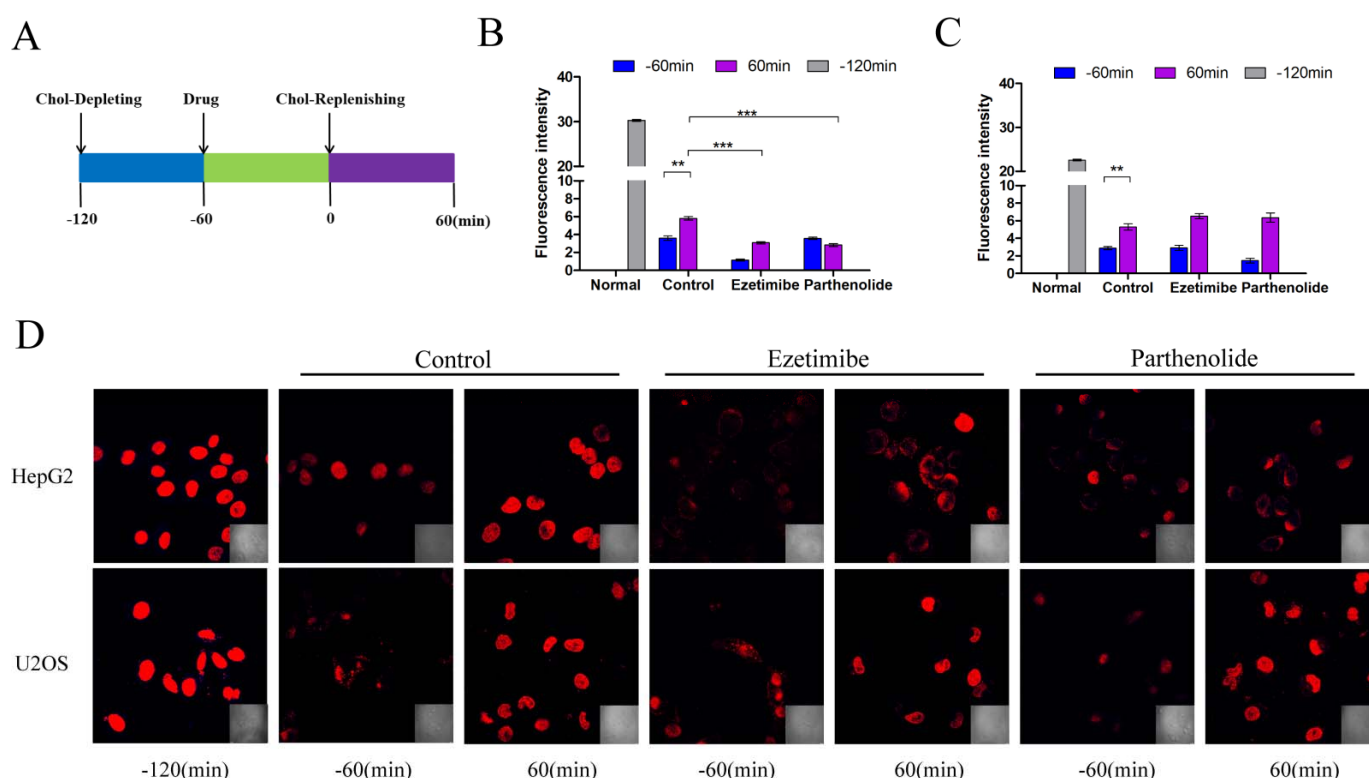 A
Chol-Depleting Drug Chol-Replenishing
-120 -60 0 60(min)
B
-60min 60min -120min
Fluorescence intensity
40
30
20
10
8
6
4
2
0
***
***
**
Normal Control Ezetimibe Parthenolide
C
-60min 60min -120min
Fluorescence intensity
40
30
20
10
8
6
4
2
0
**
Normal Control Ezetimibe Parthenolide
D
Control Ezetimibe Parthenolide
HepG2
U2OS
-120(min) -60(min) 60(min) -60(min) 60(min) -60(min) 60(min)